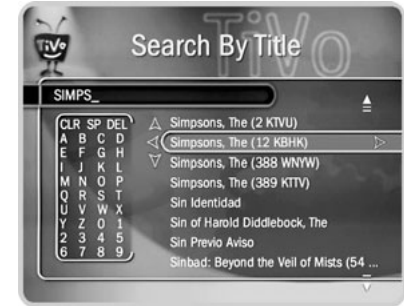 TiVo
TiVo
Search By Title
SIMPS_
CLR SP DEL
A B C D
E F G H
I J K L
M N O P
Q R S T
U V W X
Y Z 0 1
2 3 4 5
6 7 8 9
Simpsons, The (2 KTVU)
Simpsons, The (12 KBHK)
Simpsons, The (388 WNYW)
Simpsons, The (389 KTTV)
Sin Identidad
Sin of Harold Diddlebock, The
Sin Previo Aviso
Sinbad: Beyond the Veil of Mists (54 ...